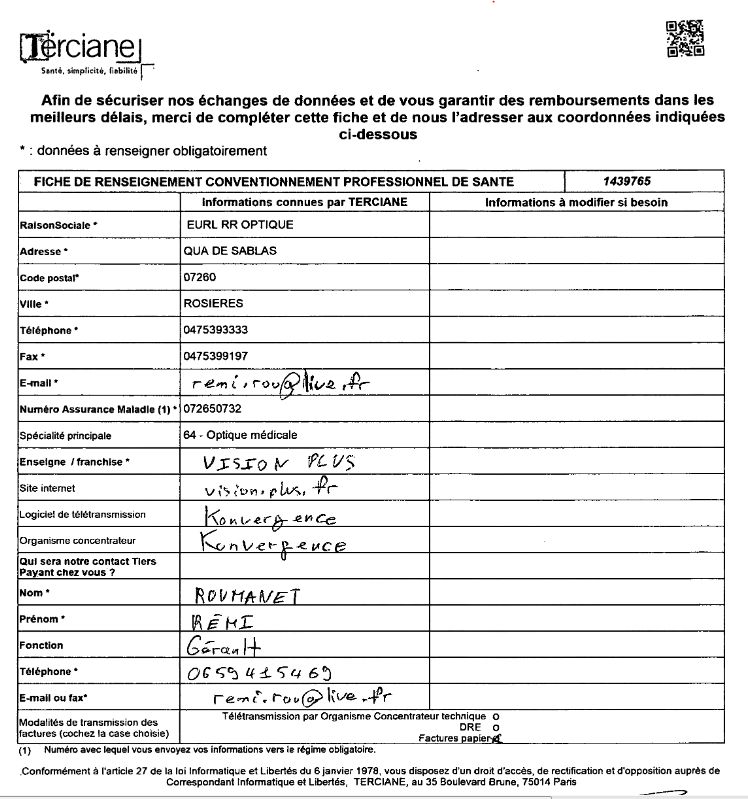 Terciane
Santé, simplicité, fiabilité
Afin de sécuriser nos échanges de données et de vous garantir des remboursements dans les
meilleurs délais, merci de compléter cette fiche et de nous l'adresser aux coordonnées indiquées
ci-dessous
* : données à renseigner obligatoirement
FICHE DE RENSEIGNEMENT CONVENTIONNEMENT PROFESSIONNEL DE SANTE 1439765
Informations connues par TERCIANE Informations à modifier si besoin
RaisonSociale * EURL RR OPTIQUE
Adresse * QUA DE SABLAS
Code postal* 07260
Ville * ROSIERES
Téléphone * 0475393333
Fax * 0475399197
E-mail * remi.rou@live.fr
Numéro Assurance Maladie (1) * 072650732
Spécialité principale 64 - Optique médicale
Enseigne / franchise * VISION PLUS
Site internet vision.plus.fr
Logiciel de télétransmission Konvergence
Organisme concentrateur Konvergence
Qui sera notre contact Tiers
Payant chez vous ?
Nom * ROUMANET
Prénom * RÉMI
Fonction Gérant
Téléphone * 0659415469
E-mail ou fax* remi.rou@live.fr
Modalités de transmission des
factures (cochez la case choisie)
Télétransmission par Organisme Concentrateur technique o
DRE o
Factures papier
(1) Numéro avec lequel vous envoyez vos informations vers le régime obligatoire.
Conformément à l'article 27 de la loi Informatique et Libertés du 6 janvier 1978, vous disposez d'un droit d'accès, de rectification et d'opposition auprès de
Correspondant Informatique et Libertés, TERCIANE, au 35 Boulevard Brune, 75014 Paris